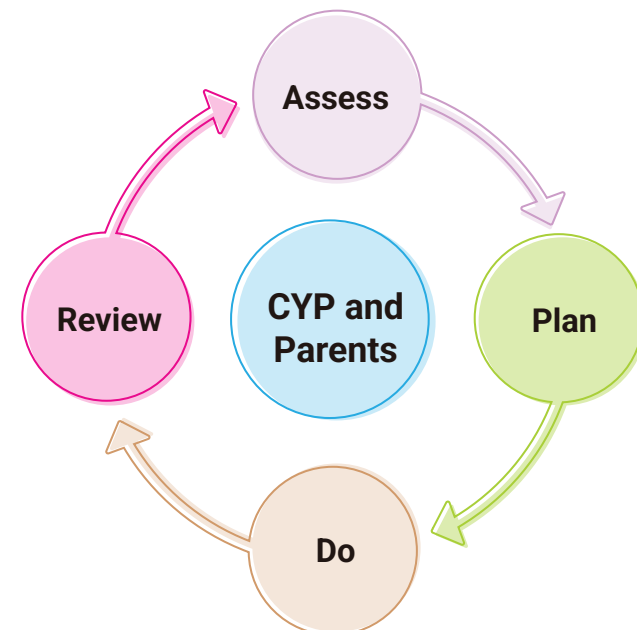 Assess
Plan
Do
Review
CYP and
Parents